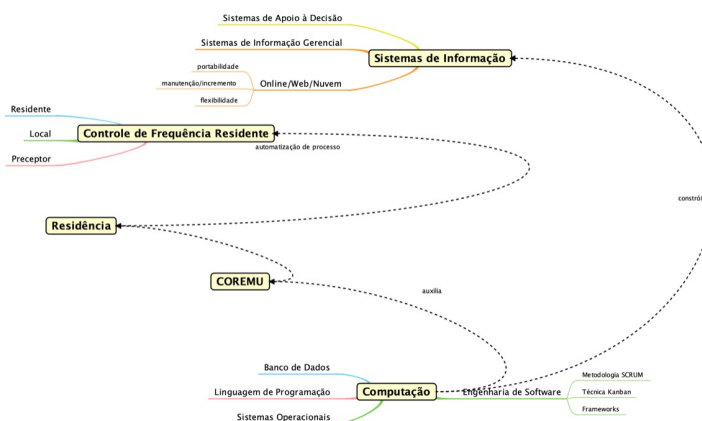 Sistemas de Apoio à Decisão
Sistemas de Informação Gerencial
Sistemas de Informação
portabilidade
manutenção/incremento
Online/Web/Nuvem
flexibilidade
Residente
Local
Controle de Frequência Residente
automatização de processo
Preceptor
constrói
Residência
COREMU
auxilia
Banco de Dados
Metodologia SCRUM
Linguagem de Programação
Computação
Engenharia de Software
Técnica Kanban
Frameworks
Sistemas Operacionais